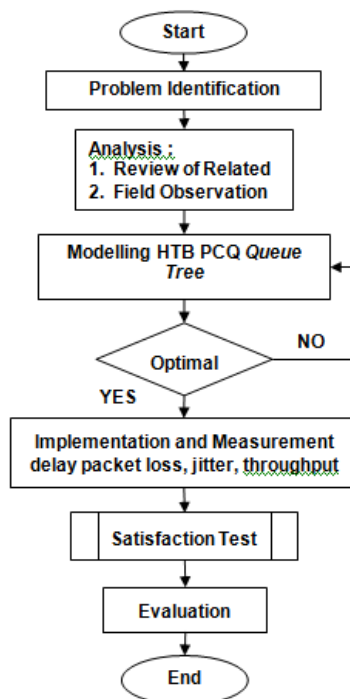 Start
Problem Identification
Analysis :
1. Review of Related
2. Field Observation
Modelling HTB PCQ Queue
Tree
Optimal
NO
YES
Implementation and Measurement
delay packet loss, jitter, throughput
Satisfaction Test
Evaluation
End